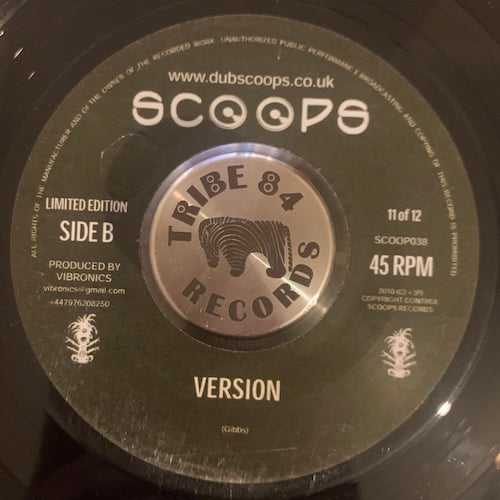 ALL RIGHTS OF THE MANUFACTURER AND OF THE OWNER OF THE RECORDED WORK. UNAUTHORIZED PUBLIC PERFORMANCE BROADCASTING AND COPYING OF THIS RECORD IS PROHIBITED
www.dubscoops.co.uk
SCOOPS
LIMITED EDITION
SIDE B
PRODUCED BY
VIBRONICS
vibronics@gmail.com
+447976208250
TRIBE 84
RECORDS
11 of 12
SCOOP038
45 RPM
2010 (C) + (P)
COPYRIGHT CONTROL
SCOOPS RECORDS
VERSION
(Gibbs)